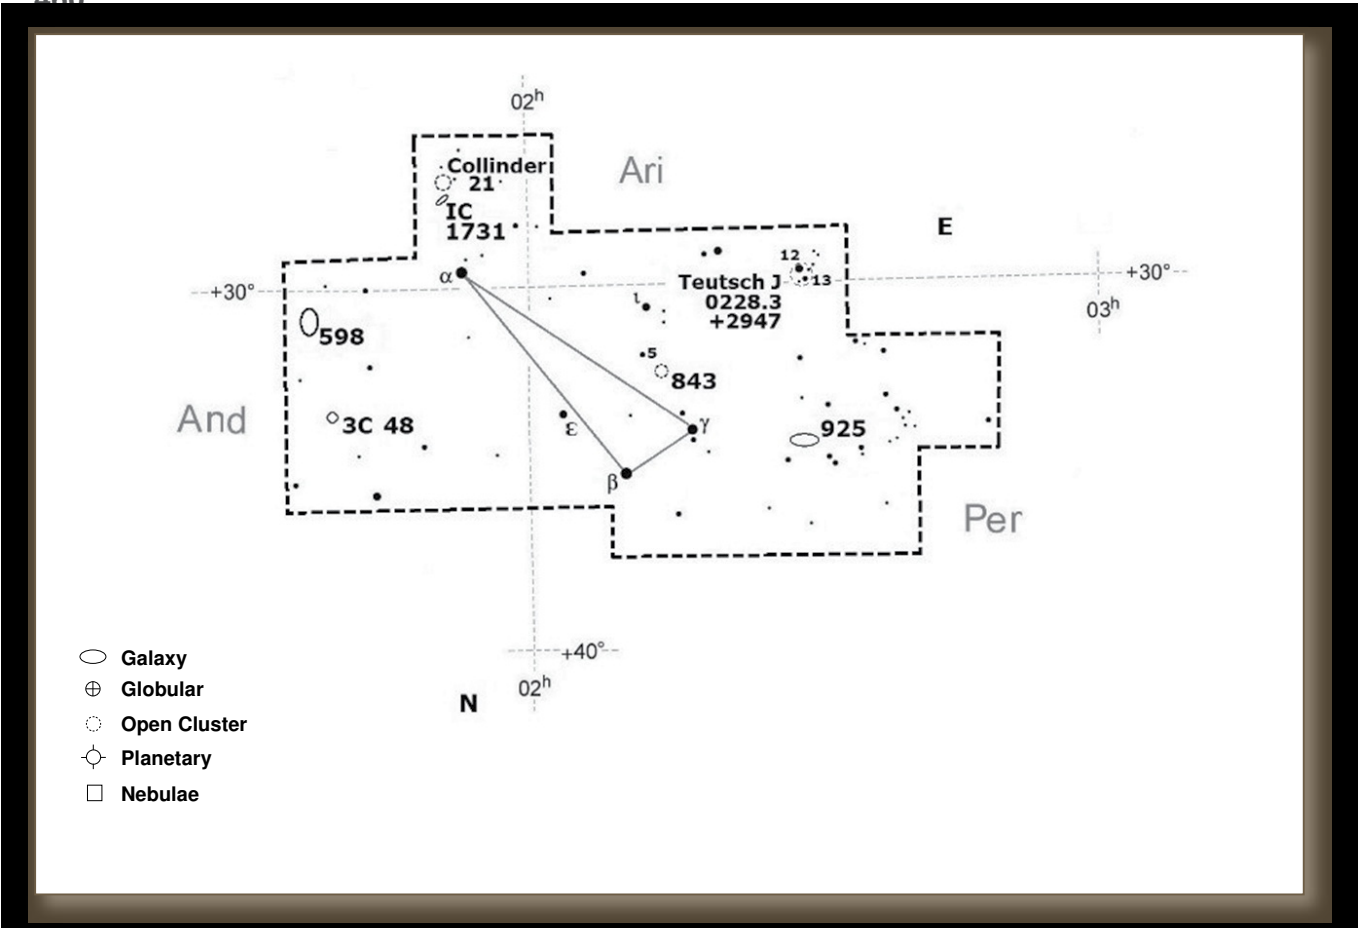 02h
Collinder
21
IC
1731
Ari
E
α
+30°
+30°
03h
12
13
Teutsch J
0228.3
+2947
ι
598
5
843
And
3C 48
ε
γ
925
β
Per
+40°
02h
N
Galaxy
Globular
Open Cluster
Planetary
Nebulae